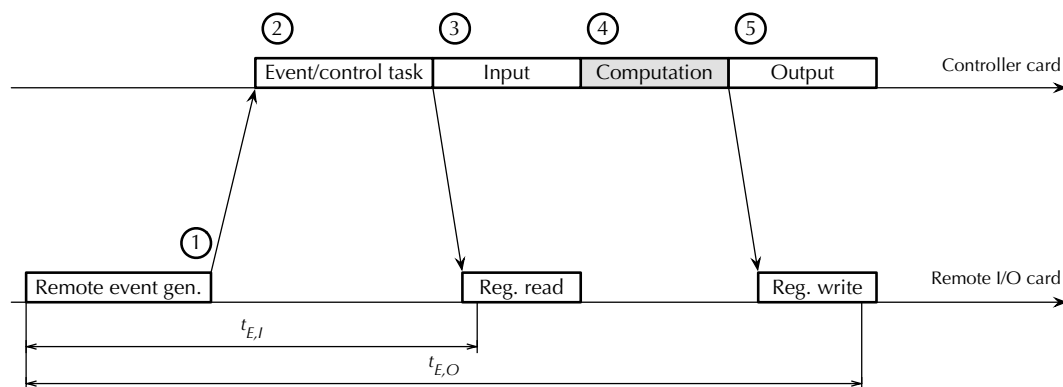 2 3 4 5
Event/control task Input Computation Output Controller card
1
Remote event gen. Reg. read Reg. write Remote I/O card
t_{E,I}
t_{E,O}